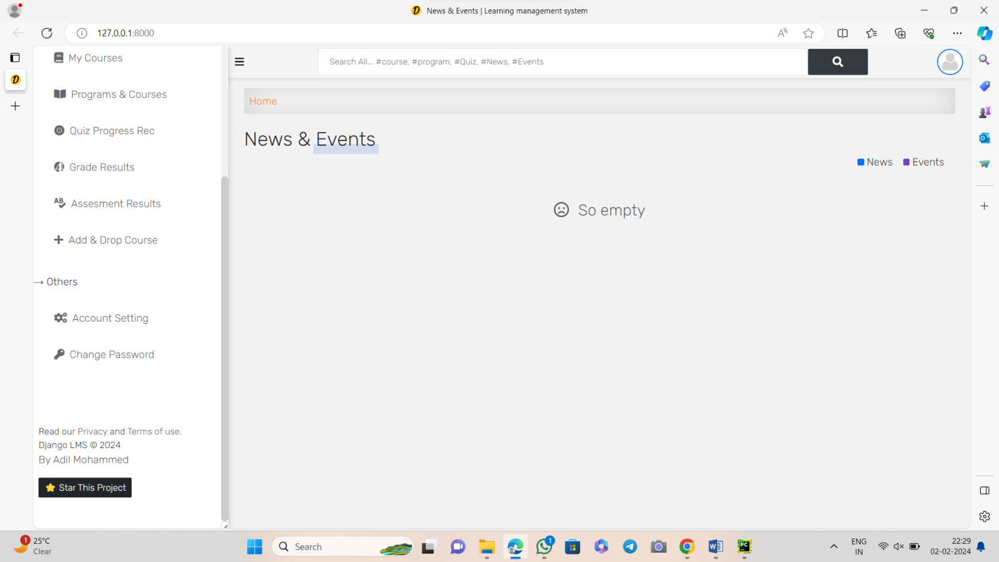 News & Events | Learning management system
127.0.0.1:8000
My Courses
Programs & Courses
Quiz Progress Rec
Grade Results
Assesment Results
Add & Drop Course
→ Others
Account Setting
Change Password
Read our Privacy and Terms of use.
Django LMS © 2024
By Adil Mohammed
Star This Project
Search All... #course, #program, #Quiz, #News, #Events
Home
News & Events
News
Events
So empty
1
25°C
Clear
Search
1
ENG
IN
22:29
02-02-2024